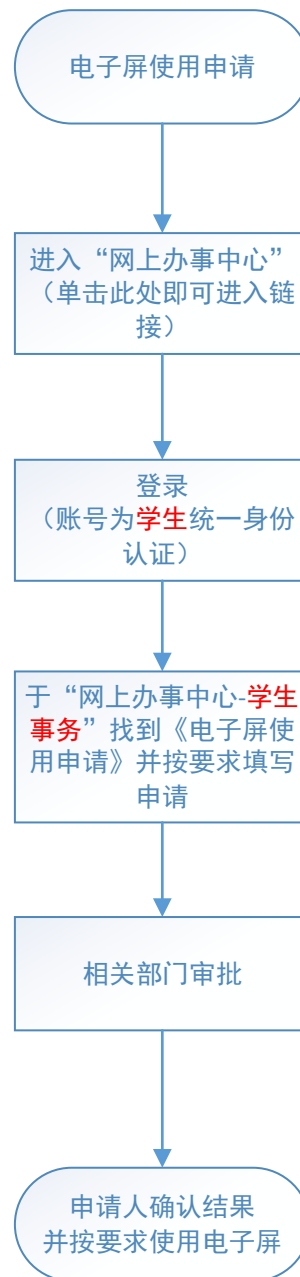 电子屏使用申请
进入“网上办事中心”
（单击此处即可进入链
接）
登录
（账号为学生统一身份
认证）
于“网上办事中心-学生
事务”找到《电子屏使
用申请》并按要求填写
申请
相关部门审批
申请人确认结果
并按要求使用电子屏